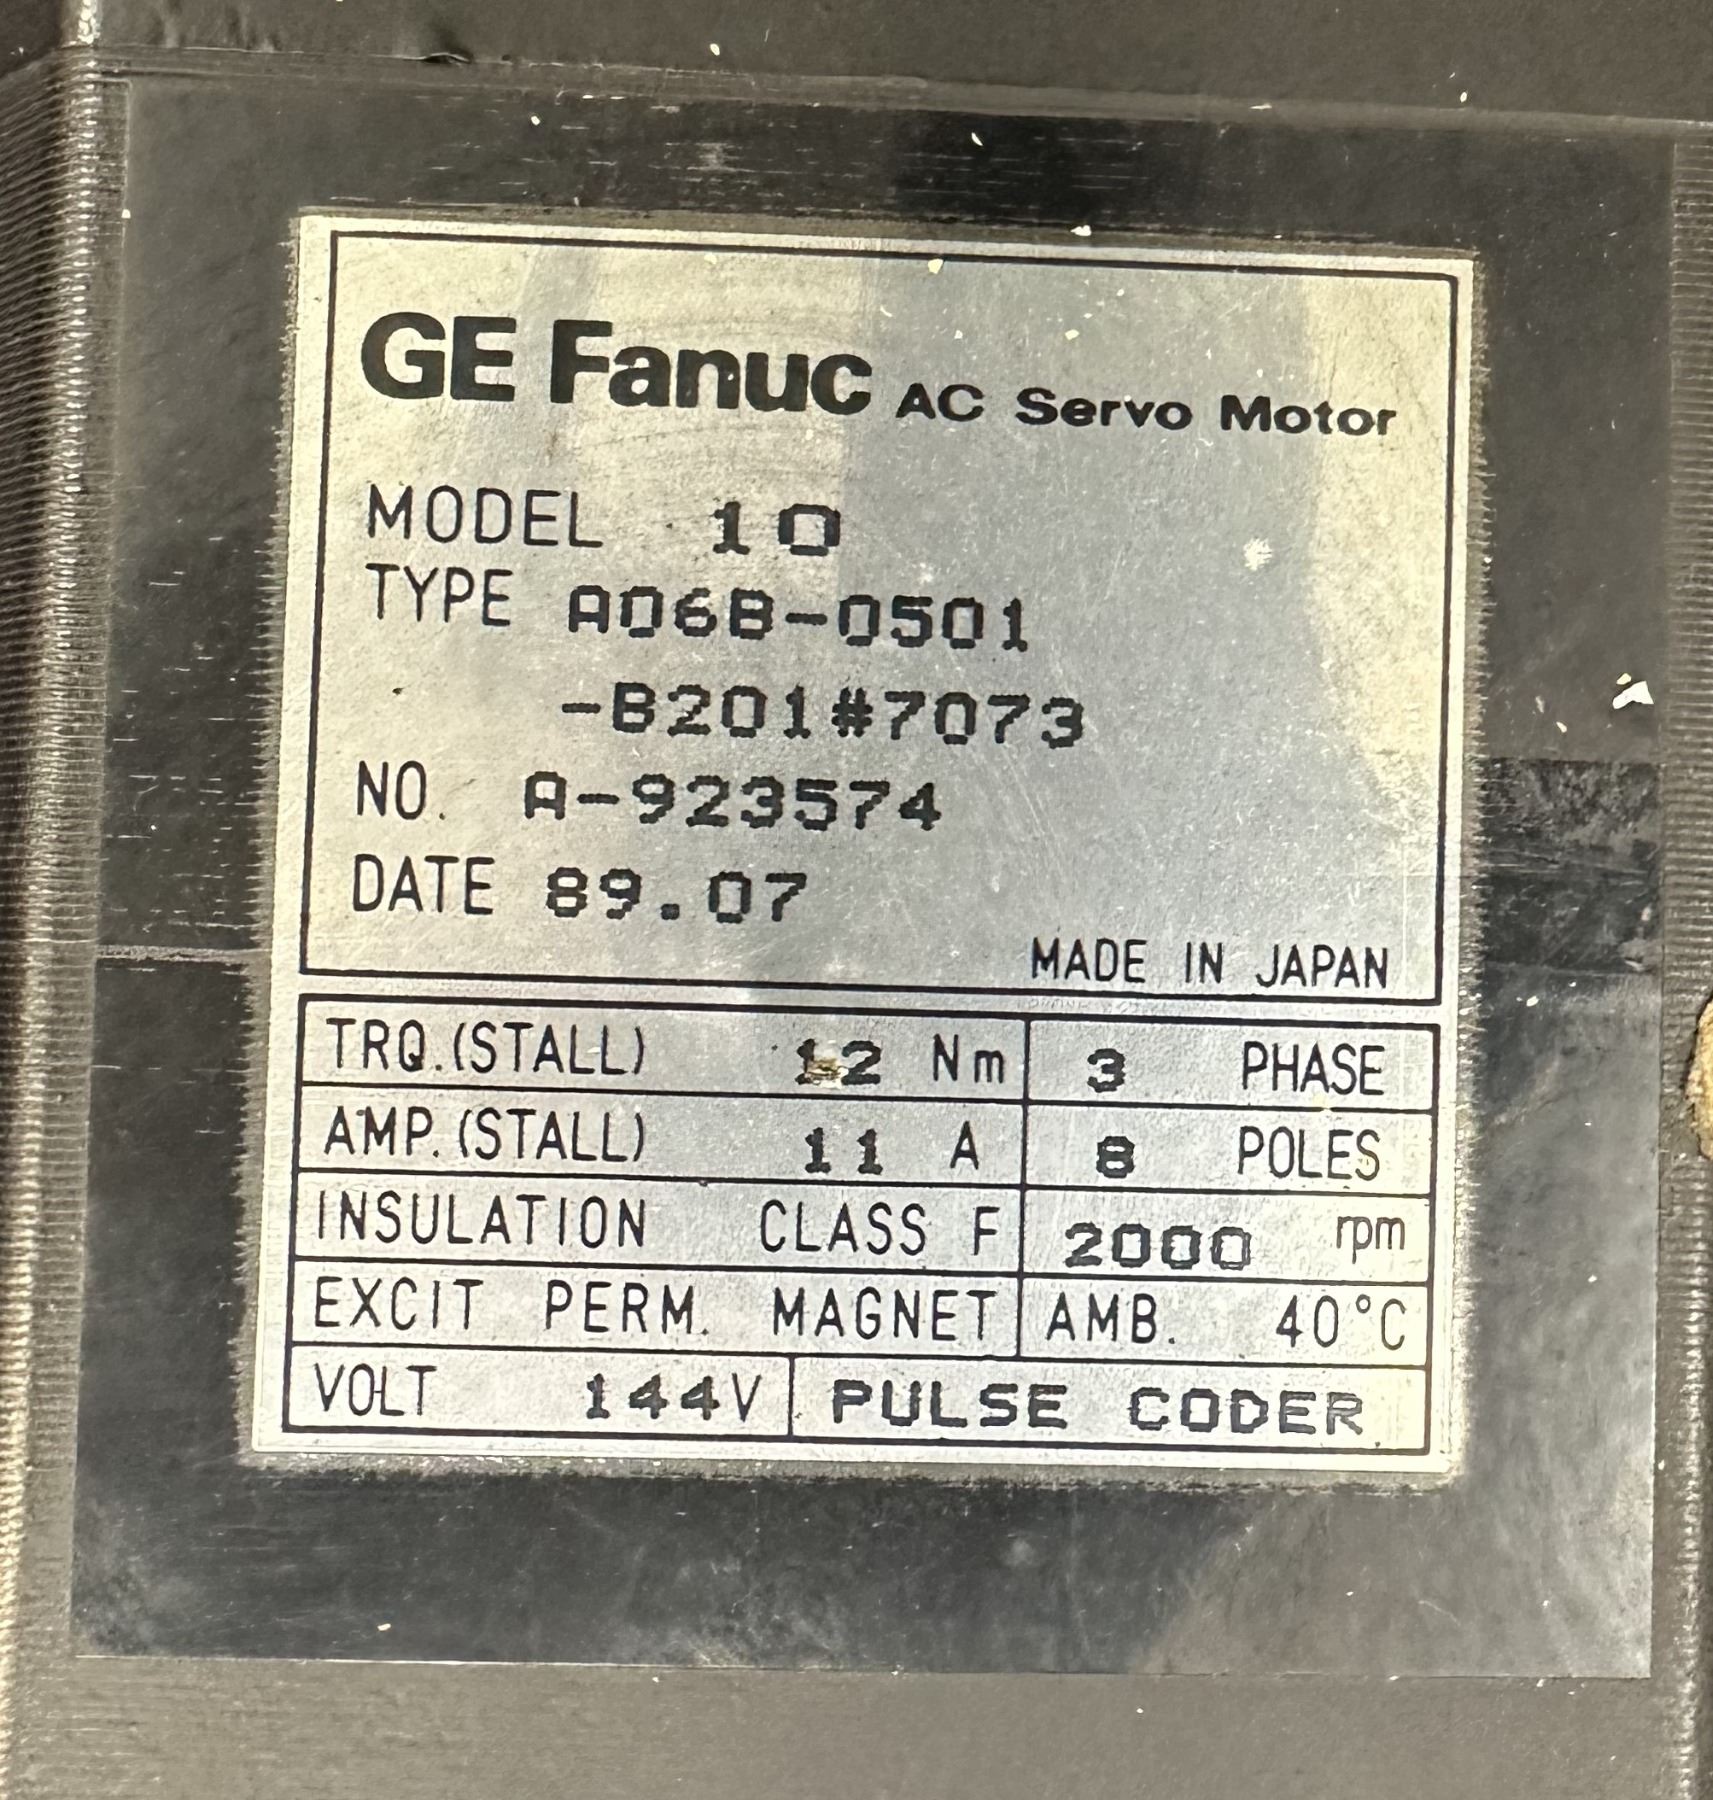 GE Fanuc AC Servo Motor
MODEL 10
TYPE A06B-0501
-B201#7073
NO. A-923574
DATE 89.07
MADE IN JAPAN
TRQ.(STALL) 12 Nm 3 PHASE
AMP.(STALL) 11 A 8 POLES
INSULATION CLASS F 2000 rpm
EXCIT PERM. MAGNET AMB. 40°C
VOLT 144V PULSE CODER